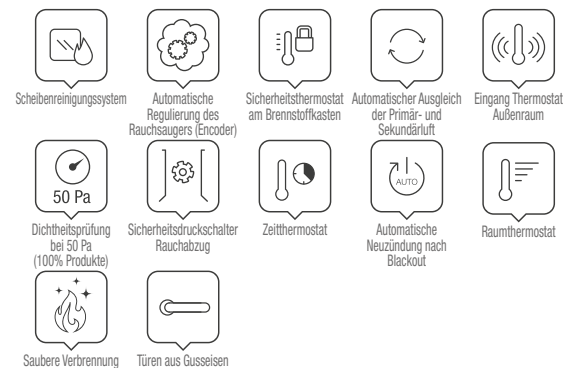 Scheibenreinigungssystem
Automatische
Regulierung des
Rauchsaugers (Encoder)
Sicherheitsthermostat
am Brennstoffkasten
Automatischer Ausgleich
der Primär- und
Sekundärluft
Eingang Thermostat
Außenraum
50 Pa
Dichtheitsprüfung
bei 50 Pa
(100% Produkte)
Sicherheitsdruckschalter
Rauchabzug
Zeitthermostat
AUTO
Automatische
Neuzündung nach
Blackout
Raumthermostat
Saubere Verbrennung
Türen aus Gusseisen